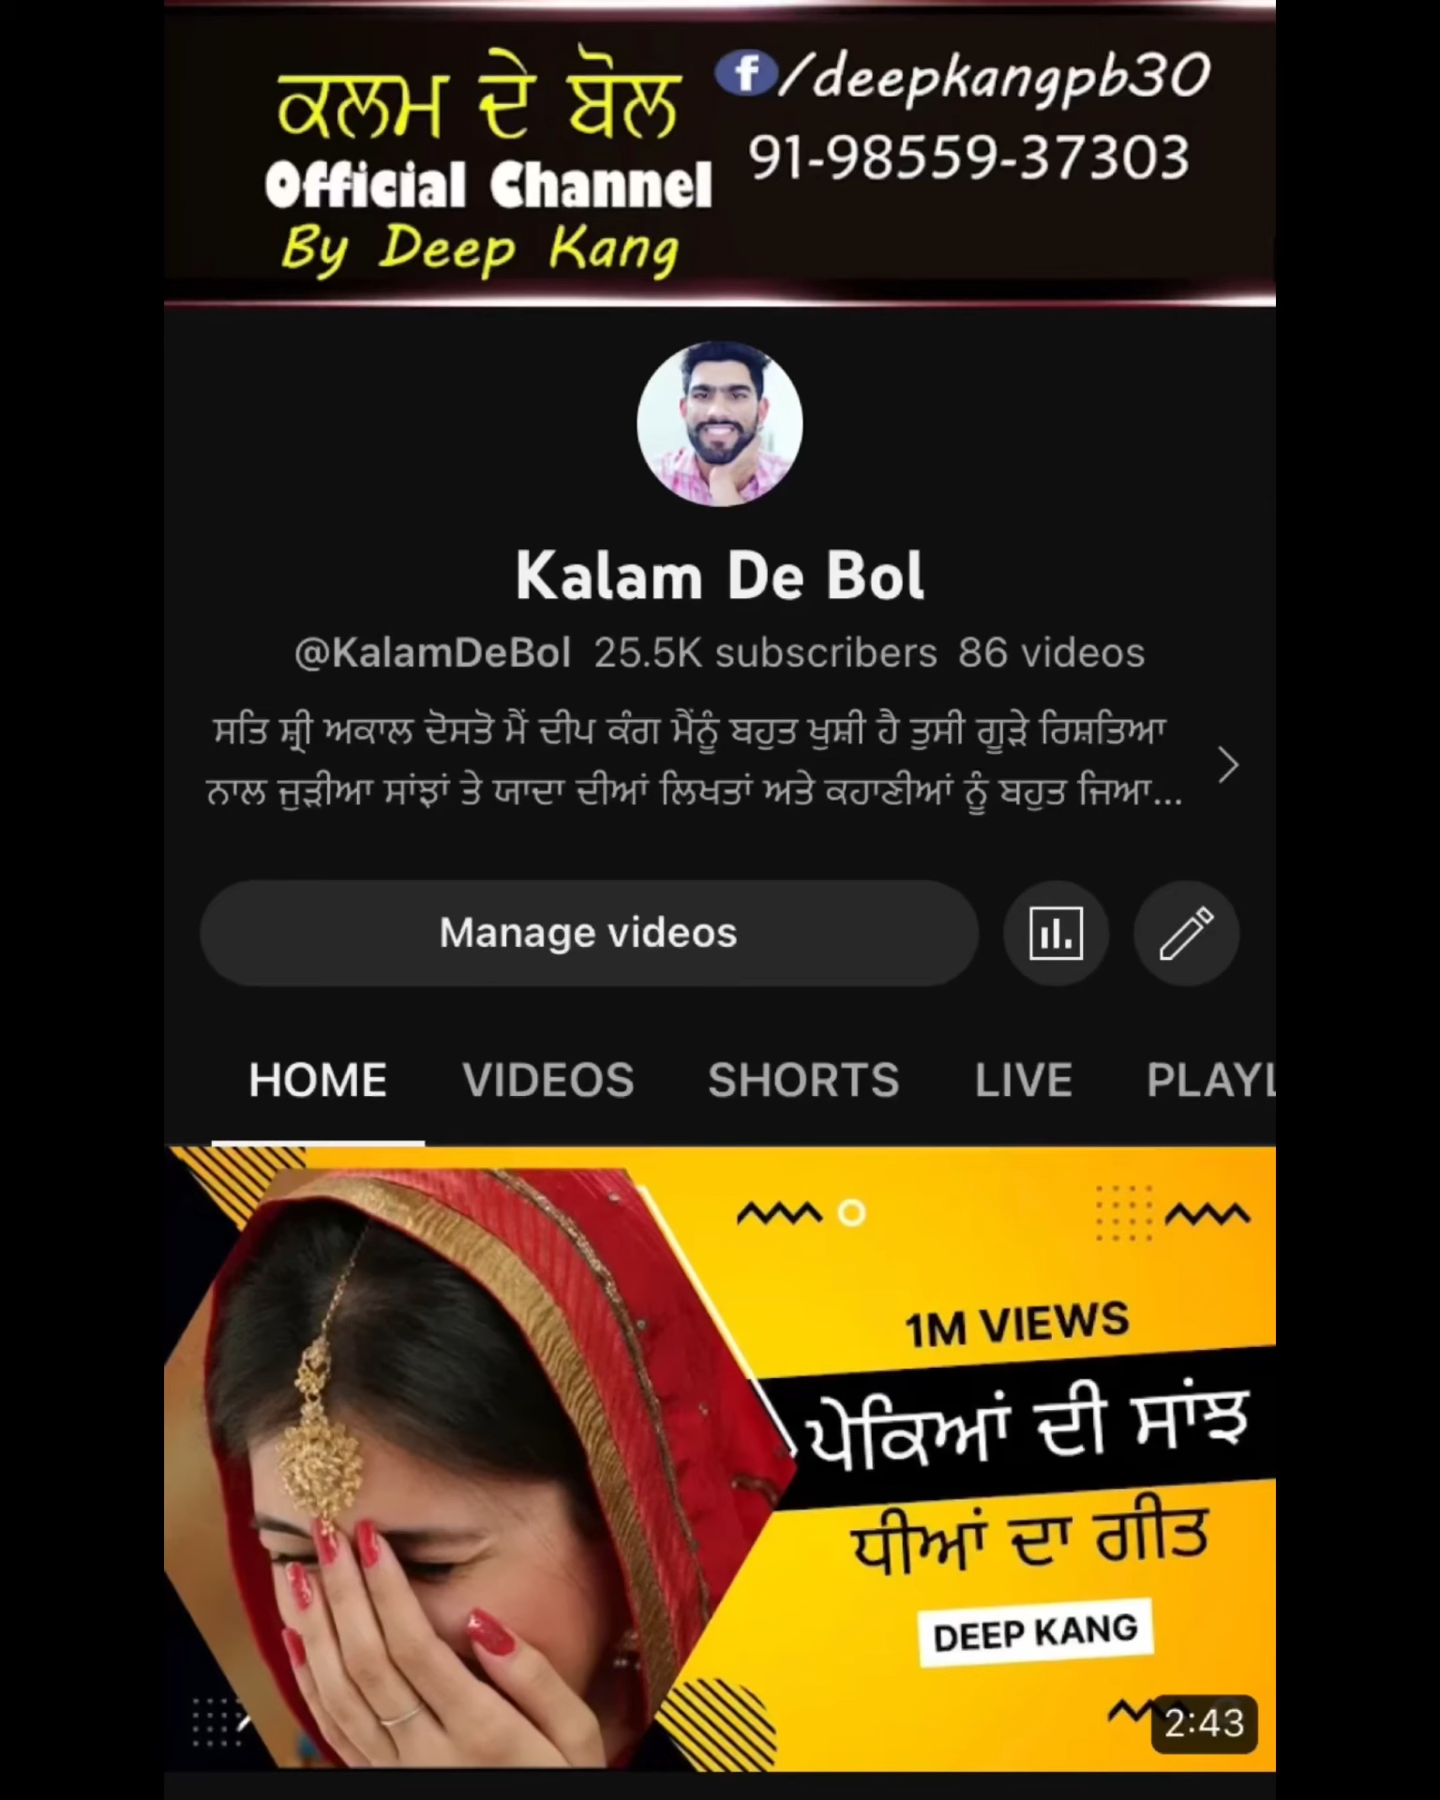 ਕਲਮ ਦੇ ਬੋਲ
Official Channel
By Deep Kang
f/deepkangpb30
91-98559-37303
Kalam De Bol
@KalamDeBol 25.5K subscribers 86 videos
ਸਤਿ ਸ਼੍ਰੀ ਅਕਾਲ ਦੋਸਤੋ ਮੈਂ ਦੀਪ ਕੰਗ ਮੈਂਨੂੰ ਬਹੁਤ ਖੁਸ਼ੀ ਹੈ ਤੁਸੀ ਗੂੜੇ ਰਿਸ਼ਤਿਆ
ਨਾਲ ਜੁੜੀਆ ਸਾਂਝਾਂ ਤੇ ਯਾਦਾ ਦੀਆਂ ਲਿਖਤਾਂ ਅਤੇ ਕਹਾਣੀਆਂ ਨੂੰ ਬਹੁਤ ਜਿਆ...
Manage videos
HOME VIDEOS SHORTS LIVE PLAYL
1M VIEWS
ਪੇਕਿਆਂ ਦੀ ਸਾਂਝ
ਧੀਆਂ ਦਾ ਗੀਤ
DEEP KANG
2:43